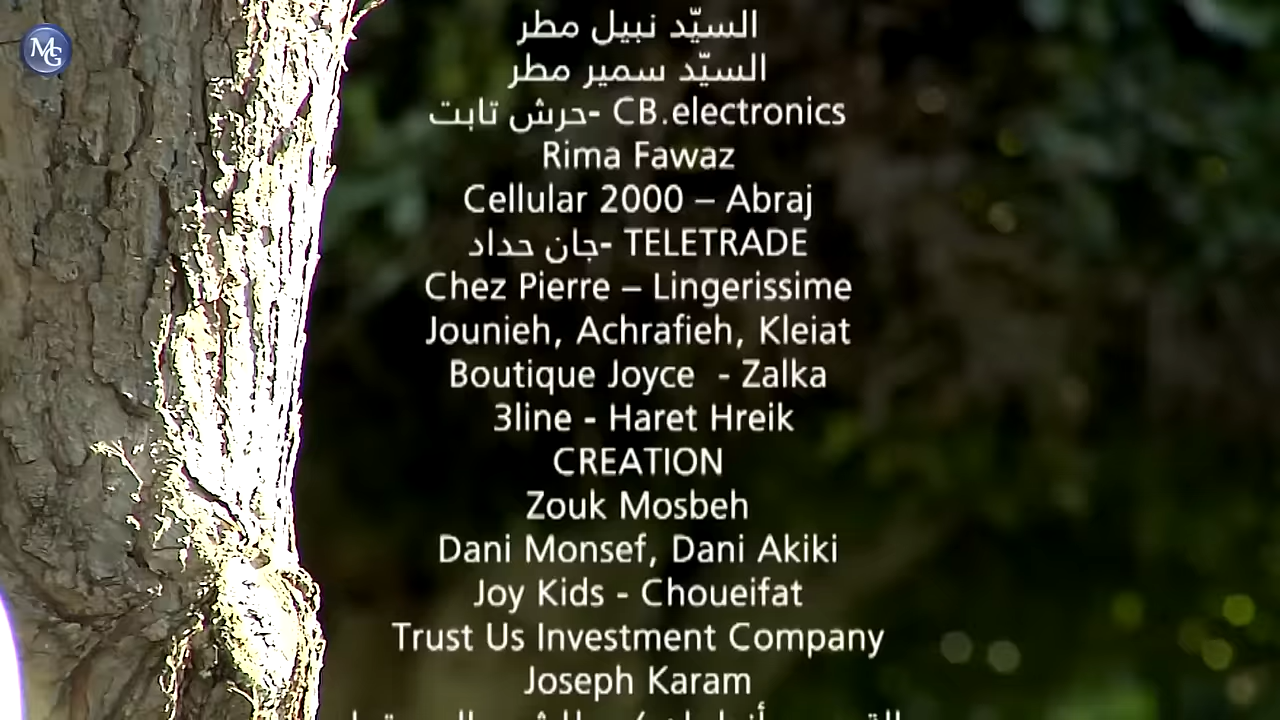 MG
السيّد نبيل مطر
السيّد سمير مطر
حرش تابت- CB.electronics
Rima Fawaz
Cellular 2000 – Abraj
جان حداد- TELETRADE
Chez Pierre – Lingerissime
Jounieh, Achrafieh, Kleiat
Boutique Joyce  - Zalka
3line - Haret Hreik
CREATION
Zouk Mosbeh
Dani Monsef, Dani Akiki
Joy Kids - Choueifat
Trust Us Investment Company
Joseph Karam